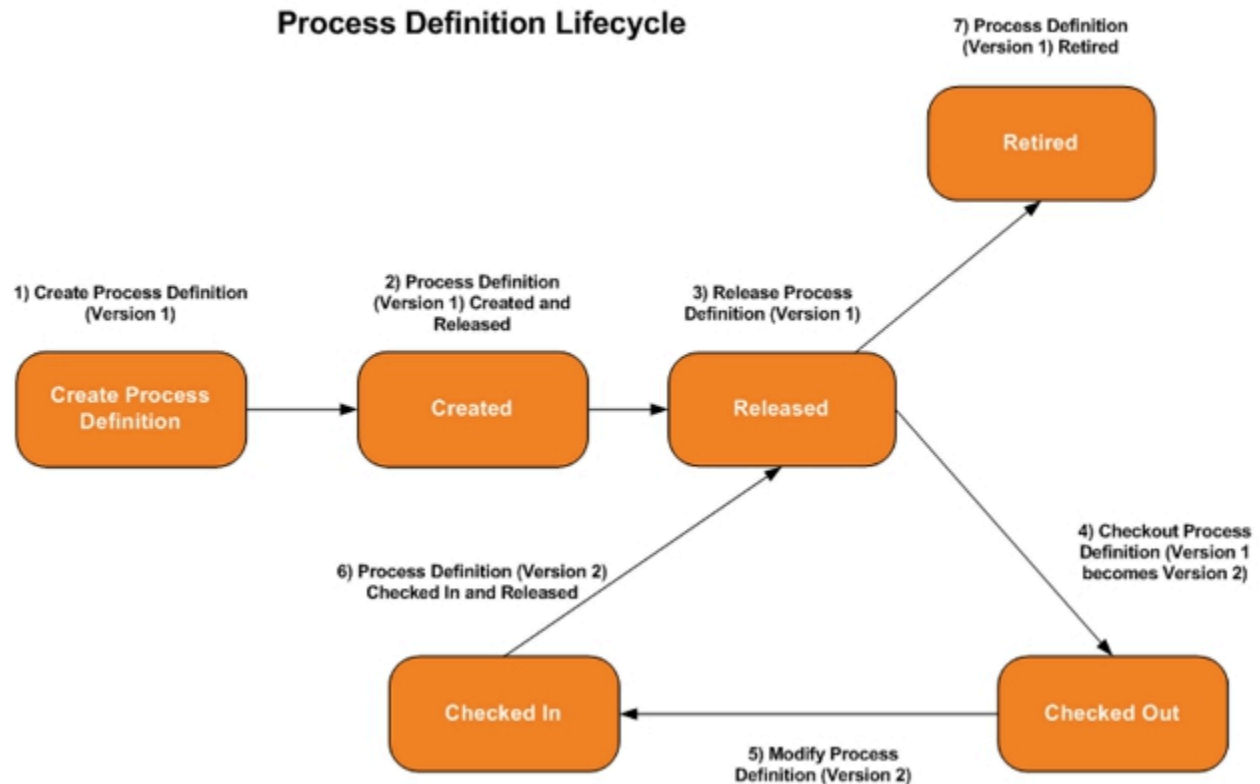 Process Definition Lifecycle
7) Process Definition
(Version 1) Retired
Retired
1) Create Process Definition
(Version 1)
2) Process Definition
(Version 1) Created and
Released
3) Release Process
Definition (Version 1)
Create Process
Definition
Created
Released
4) Checkout Process
Definition (Version 1
becomes Version 2)
6) Process Definition (Version 2)
Checked In and Released
Checked In
Checked Out
5) Modify Process
Definition (Version 2)